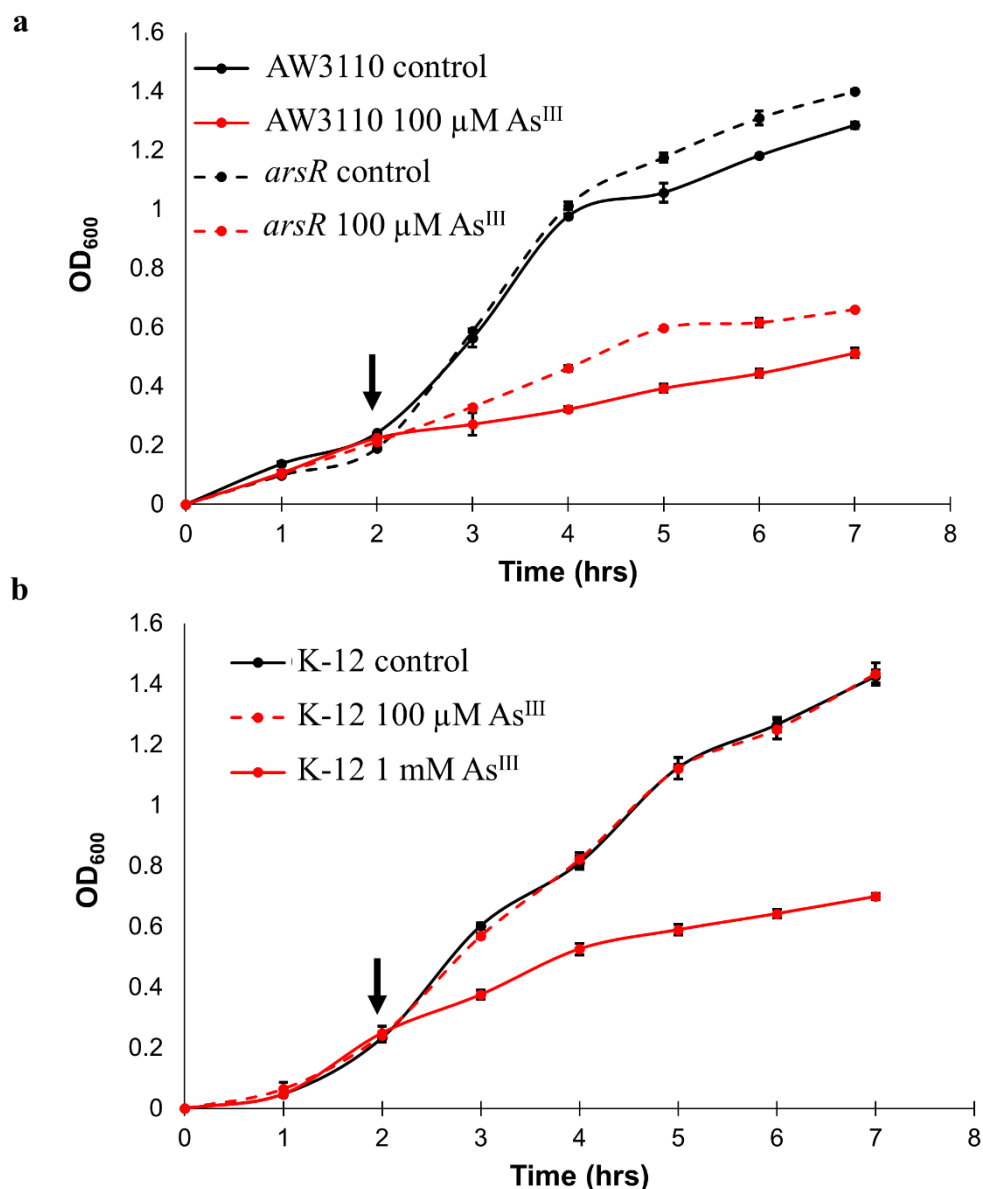 a
1.6
1.4
1.2
1
0.8
0.6
0.4
0.2
0
OD600
AW3110 control
AW3110 100 µM AsIII
arsR control
arsR 100 µM AsIII
0 1 2 3 4 5 6 7 8
Time (hrs)
b
1.6
1.4
1.2
1
0.8
0.6
0.4
0.2
0
OD600
K-12 control
K-12 100 µM AsIII
K-12 1 mM AsIII
0 1 2 3 4 5 6 7 8
Time (hrs)